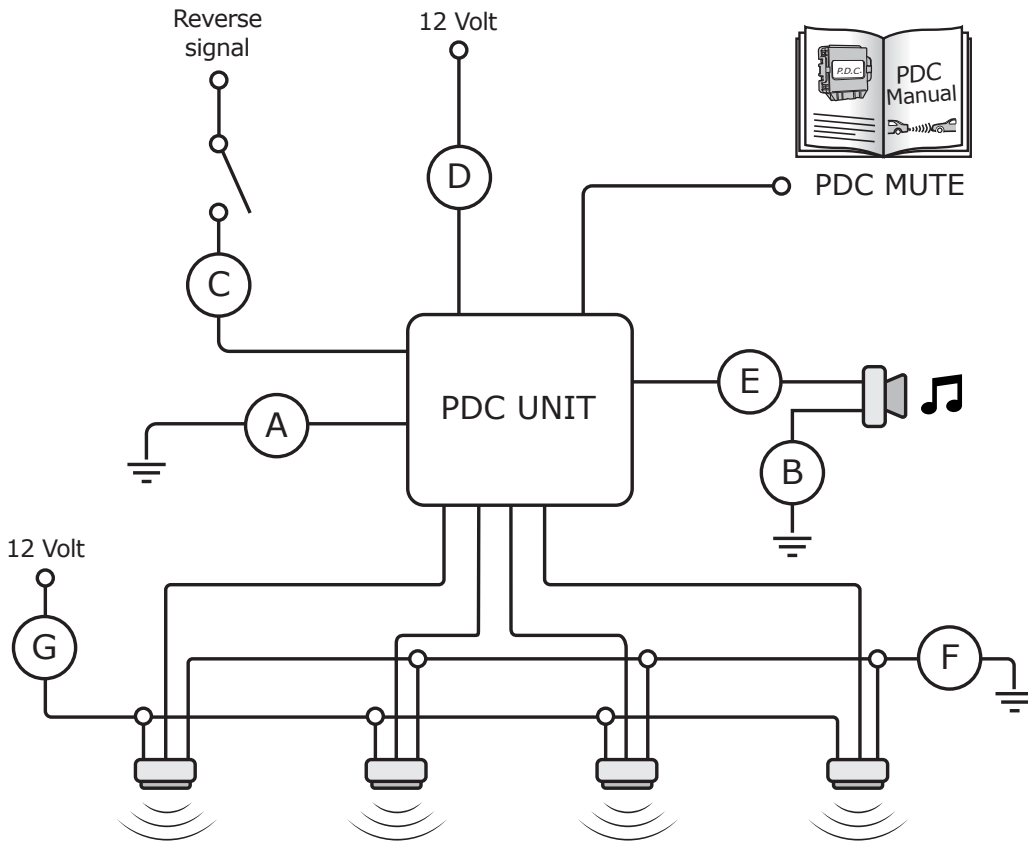 Reverse
signal
12 Volt
P.D.C.
PDC
Manual
PDC MUTE
D
C
PDC UNIT
E
A
B
12 Volt
G
F